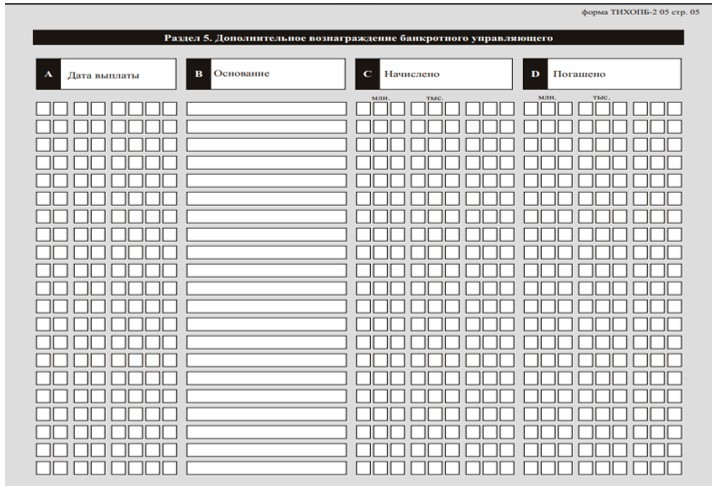 форма ТИХОПБ-2 05 стр. 05
Раздел 5. Дополнительное вознаграждение банкротного управляющего
A Дата выплаты B Основание C Начислено D Погашено
млн. тыс. млн. тыс.